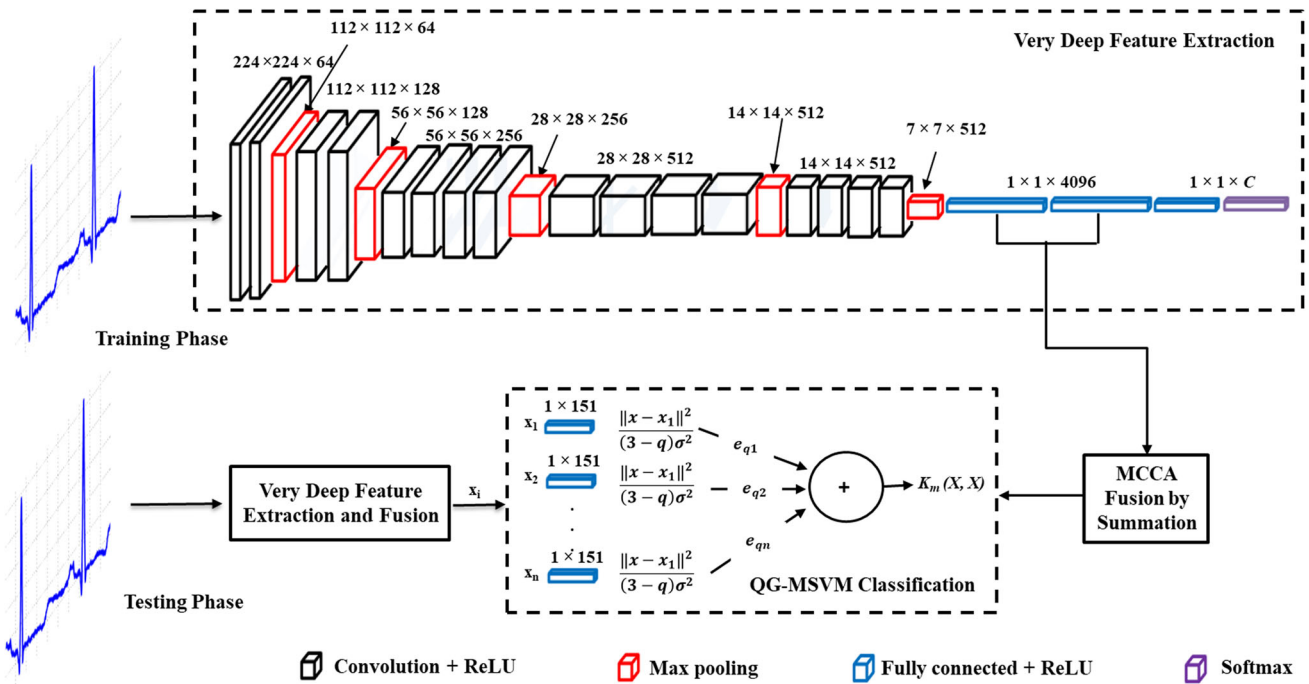 Very Deep Feature Extraction
112 × 112 × 64
224×224 × 64
112 × 112 × 128
56 × 56 × 128
56 × 56 × 256
28 × 28 × 256
28 × 28 × 512
14 × 14 × 512
14 × 14 × 512
7 × 7 × 512
1 × 1 × 4096
1 × 1 × C
Training Phase
Testing Phase
Very Deep Feature
Extraction and Fusion
xᵢ
x₁ 1 × 151 ‖x − x₁‖² / (3 − q)σ² e_q1
x₂ 1 × 151 ‖x − x₁‖² / (3 − q)σ² e_q2
xₙ 1 × 151 ‖x − x₁‖² / (3 − q)σ² e_qn
+
K_m (X, X)
QG-MSVM Classification
MCCA
Fusion by
Summation
Convolution + ReLU
Max pooling
Fully connected + ReLU
Softmax